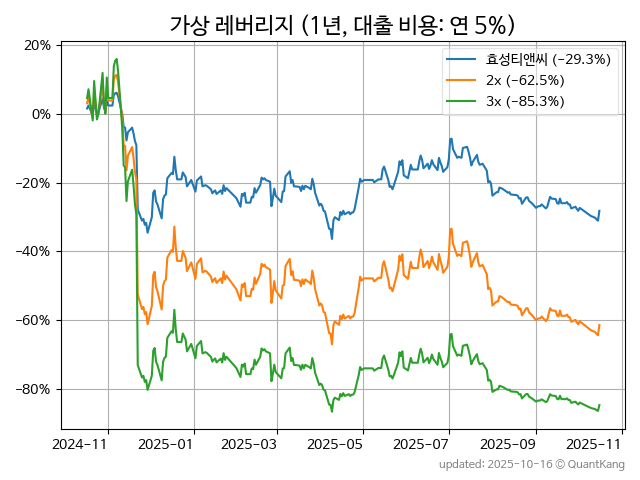 가상 레버리지 (1년, 대출 비용: 연 5%)
효성티앤씨 (−29.3%)
2x (−62.5%)
3x (−85.3%)
20%
0%
−20%
−40%
−60%
−80%
2024-11 2025-01 2025-03 2025-05 2025-07 2025-09 2025-11
updated: 2025-10-16 © QuantKang